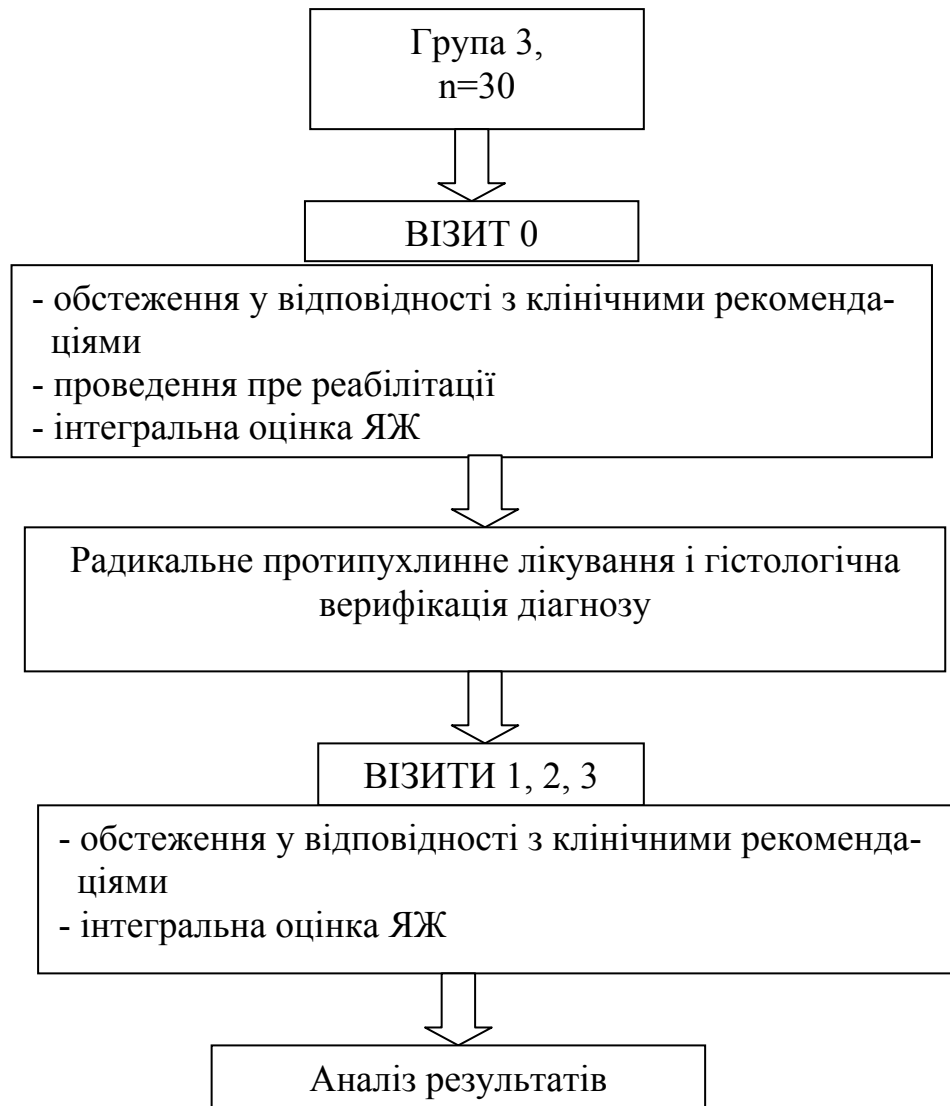 Група 3,
n=30
ВІЗИТ 0
- обстеження у відповідності з клінічними рекоменда-
ціями
- проведення пре реабілітації
- інтегральна оцінка ЯЖ
Радикальне протипухлинне лікування і гістологічна
верифікація діагнозу
ВІЗИТИ 1, 2, 3
- обстеження у відповідності з клінічними рекоменда-
ціями
- інтегральна оцінка ЯЖ
Аналіз результатів